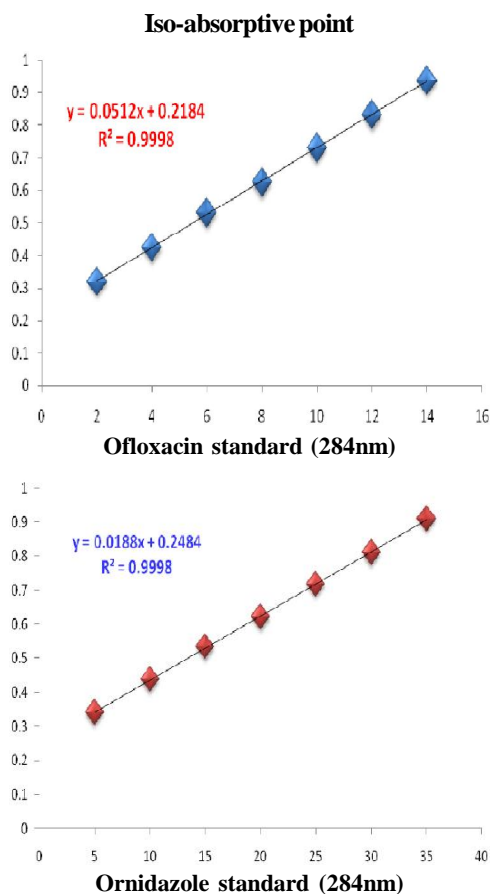 Iso-absorptive point
1
0.9
0.8
0.7
0.6
0.5
0.4
0.3
0.2
0.1
0
y = 0.0512x + 0.2184
R² = 0.9998
0 2 4 6 8 10 12 14 16
Ofloxacin standard (284nm)
1
0.9
0.8
0.7
0.6
0.5
0.4
0.3
0.2
0.1
0
y = 0.0188x + 0.2484
R² = 0.9998
0 5 10 15 20 25 30 35 40
Ornidazole standard (284nm)